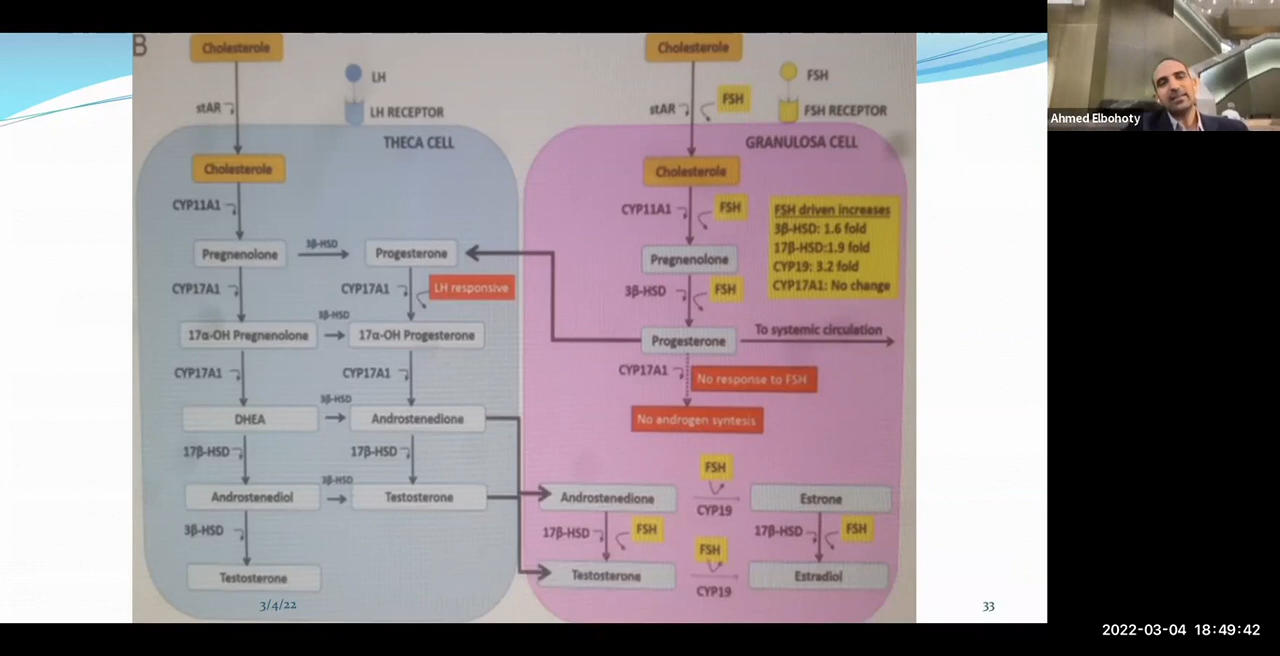 B
Cholesterole
LH
stAR
LH RECEPTOR
THECA CELL
Cholesterole
CYP11A1
Pregnenolone
3β-HSD
Progesterone
CYP17A1
CYP17A1
LH responsive
3β-HSD
17α-OH Pregnenolone
17α-OH Progesterone
CYP17A1
CYP17A1
3β-HSD
DHEA
Androstenedione
17β-HSD
17β-HSD
3β-HSD
Androstenediol
Testosterone
3β-HSD
Testosterone
3/4/22
Cholesterole
FSH
stAR
FSH
FSH RECEPTOR
GRANULOSA CELL
Cholesterole
CYP11A1
FSH
FSH driven increases
3β-HSD: 1.6 fold
17β-HSD:1.9 fold
CYP19: 3.2 fold
CYP17A1: No change
Pregnenolone
3β-HSD
FSH
Progesterone
To systemic circulation
CYP17A1
No response to FSH
No androgen syntesis
FSH
Androstenedione
CYP19
Estrone
17β-HSD
FSH
17β-HSD
FSH
FSH
Testosterone
CYP19
Estradiol
33
Ahmed Elbohoty
2022-03-04 18:49:42